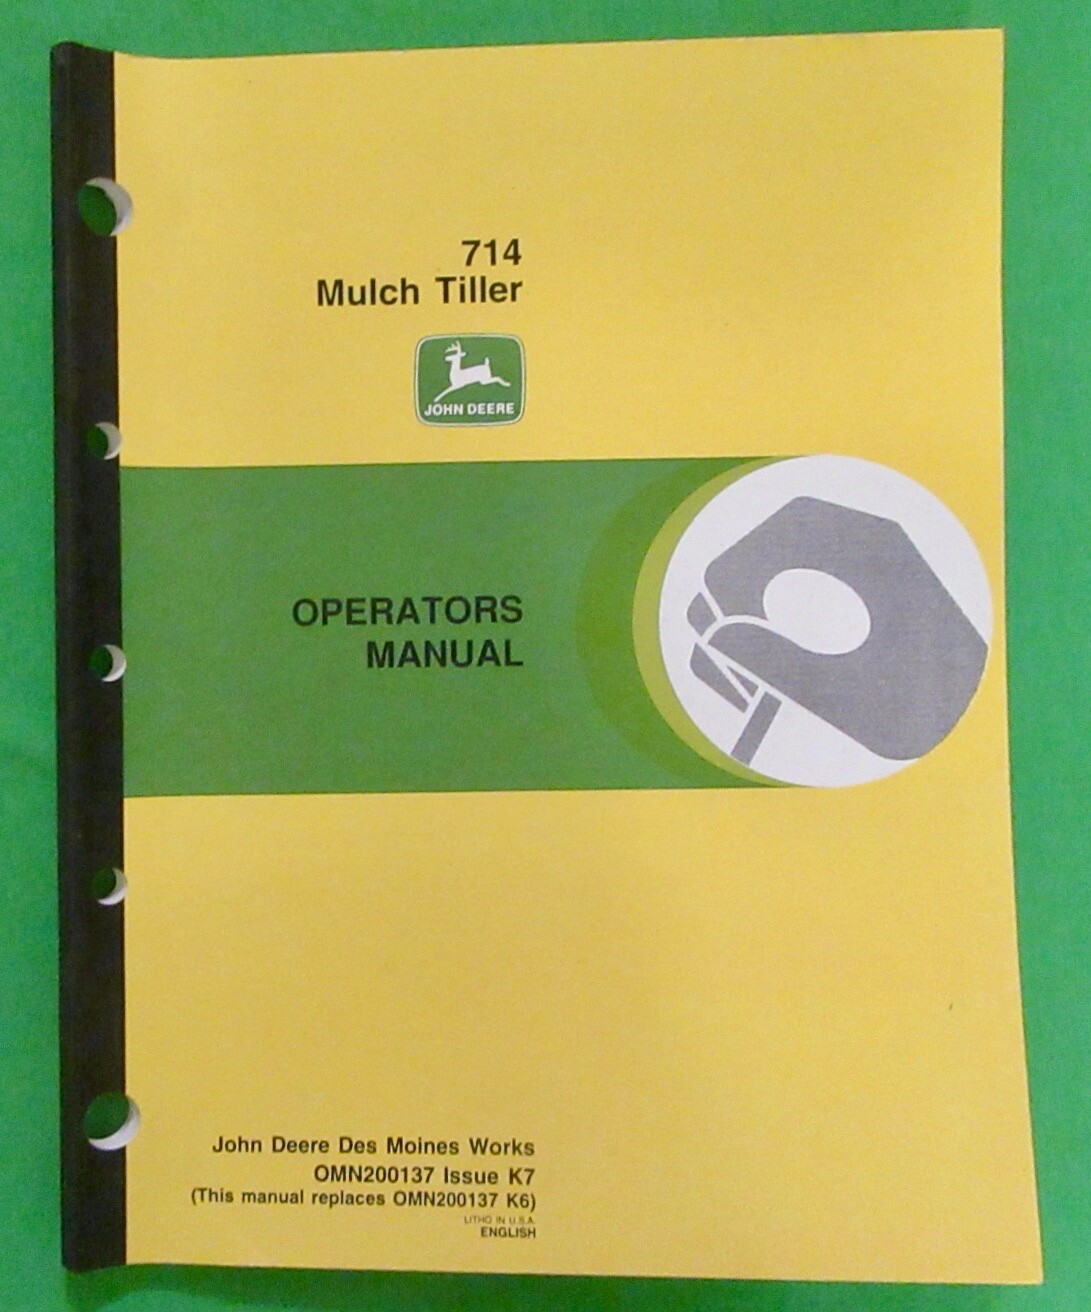 714
Mulch Tiller
JOHN DEERE
OPERATORS
MANUAL
John Deere Des Moines Works
OMN200137 Issue K7
(This manual replaces OMN200137 K6)
LITHO IN U.S.A.
ENGLISH